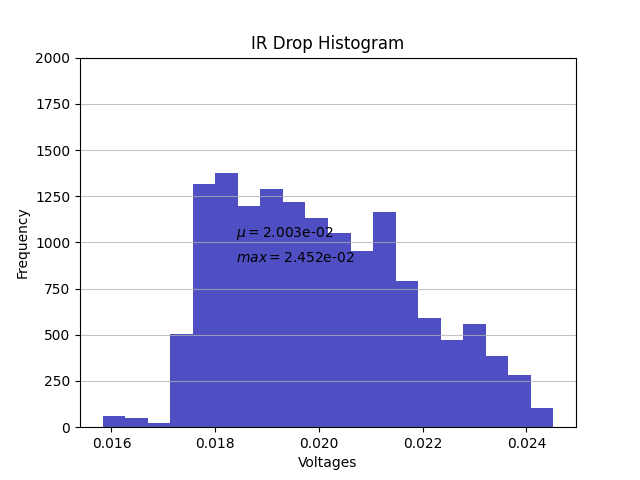 IR Drop Histogram
2000
1750
1500
1250
1000
750
500
250
0
Frequency
μ = 2.003e-02
max = 2.452e-02
0.016 0.018 0.020 0.022 0.024
Voltages